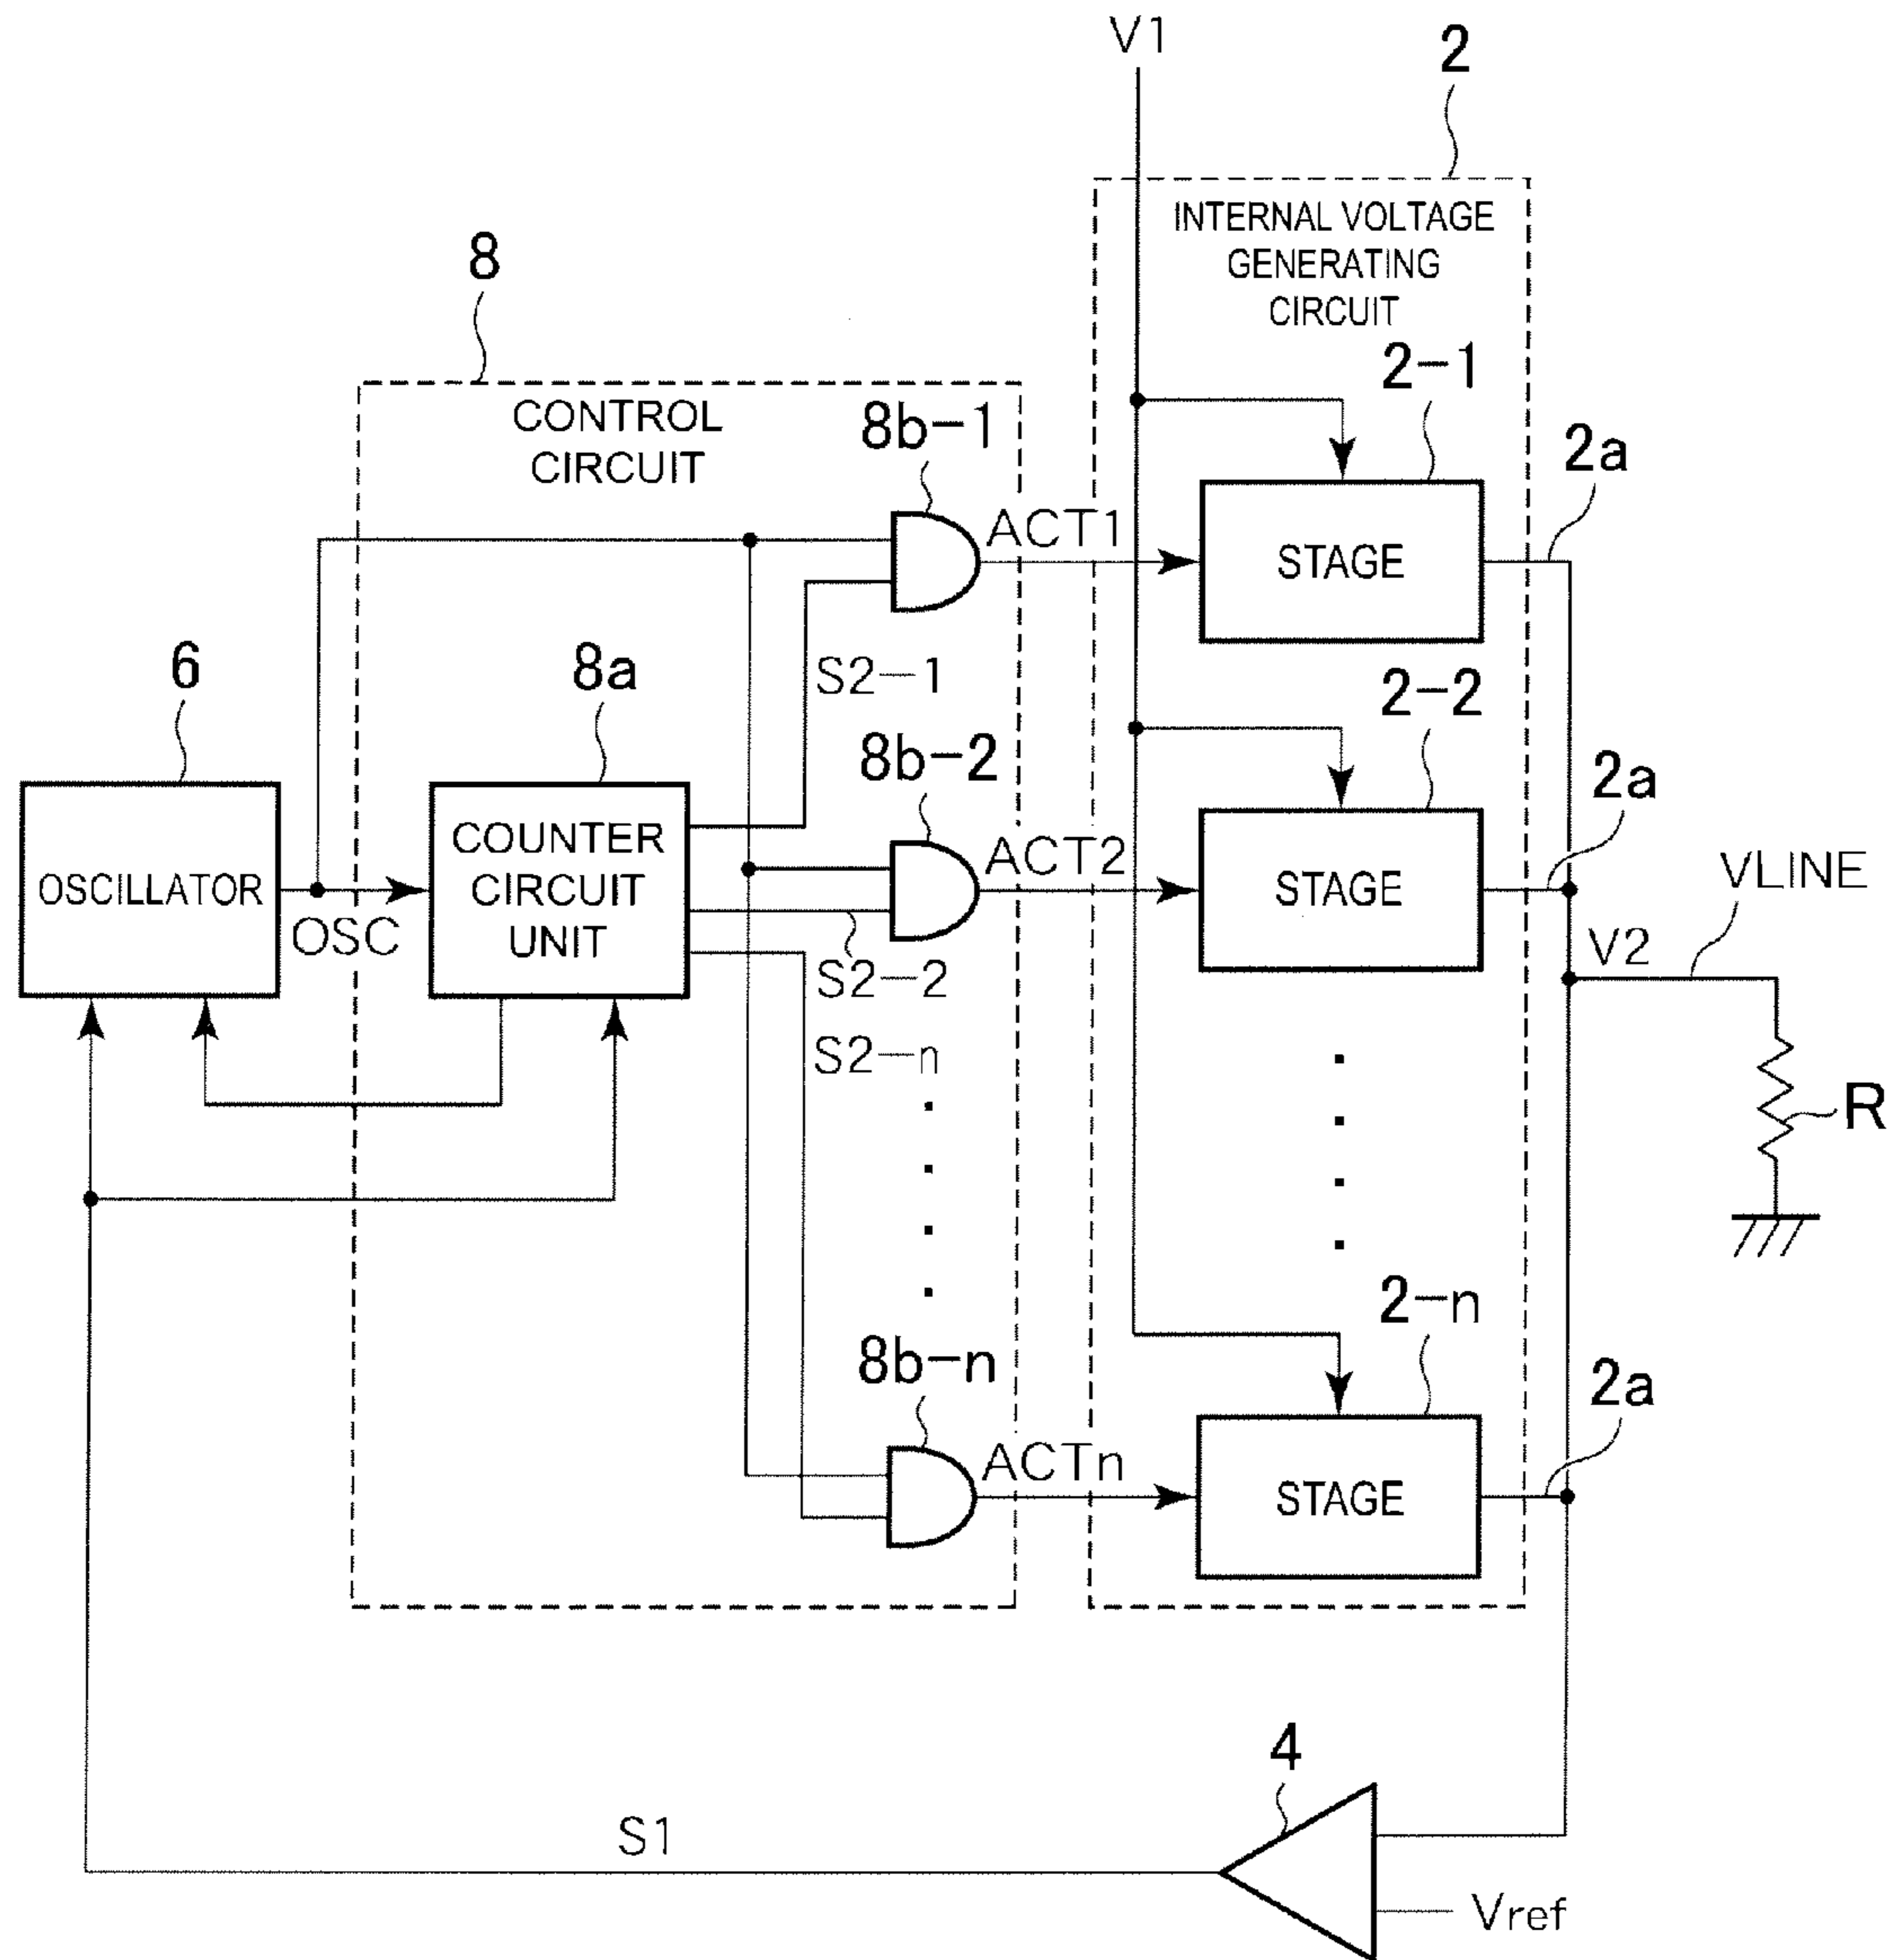 V1
2
INTERNAL VOLTAGE
GENERATING
CIRCUIT
8
2-1
CONTROL
CIRCUIT
8b-1
2a
ACT1
STAGE
6
8a
S2-1
2-2
8b-2
2a
OSCILLATOR
COUNTER
CIRCUIT
UNIT
ACT2
STAGE
VLINE
OSC
V2
S2-2
S2-n
R
2-n
8b-n
2a
ACTn
STAGE
4
S1
Vref